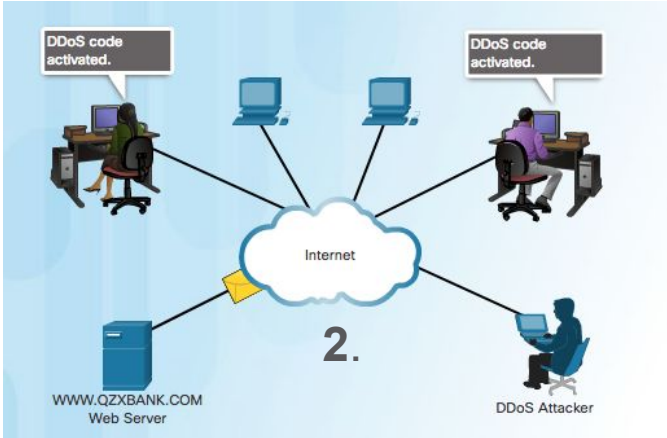 DDoS code
activated.
DDoS code
activated.
Internet
2.
WWW.QZXBANK.COM
Web Server
DDoS Attacker